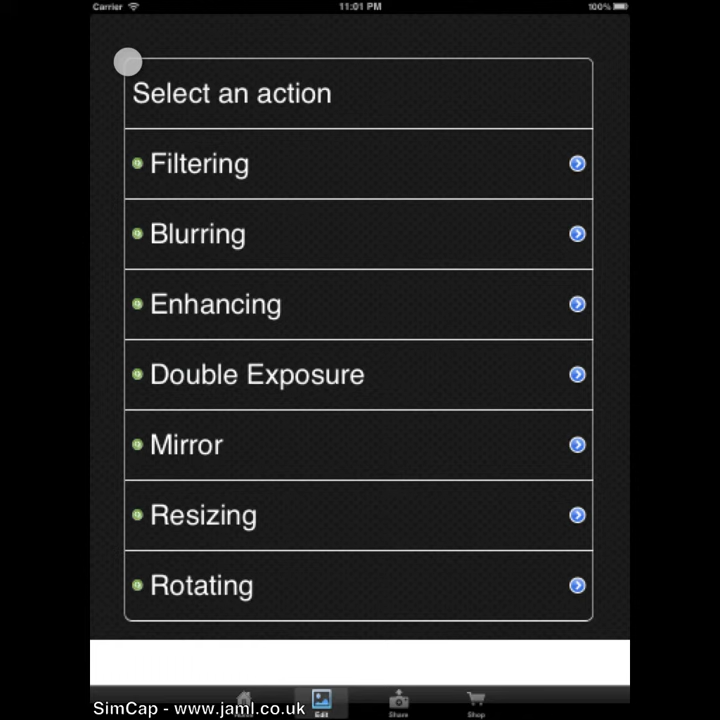 Carrier 11:01 PM 100%
Select an action
Filtering
Blurring
Enhancing
Double Exposure
Mirror
Resizing
Rotating
Edit Share Shop
SimCap - www.jaml.co.uk